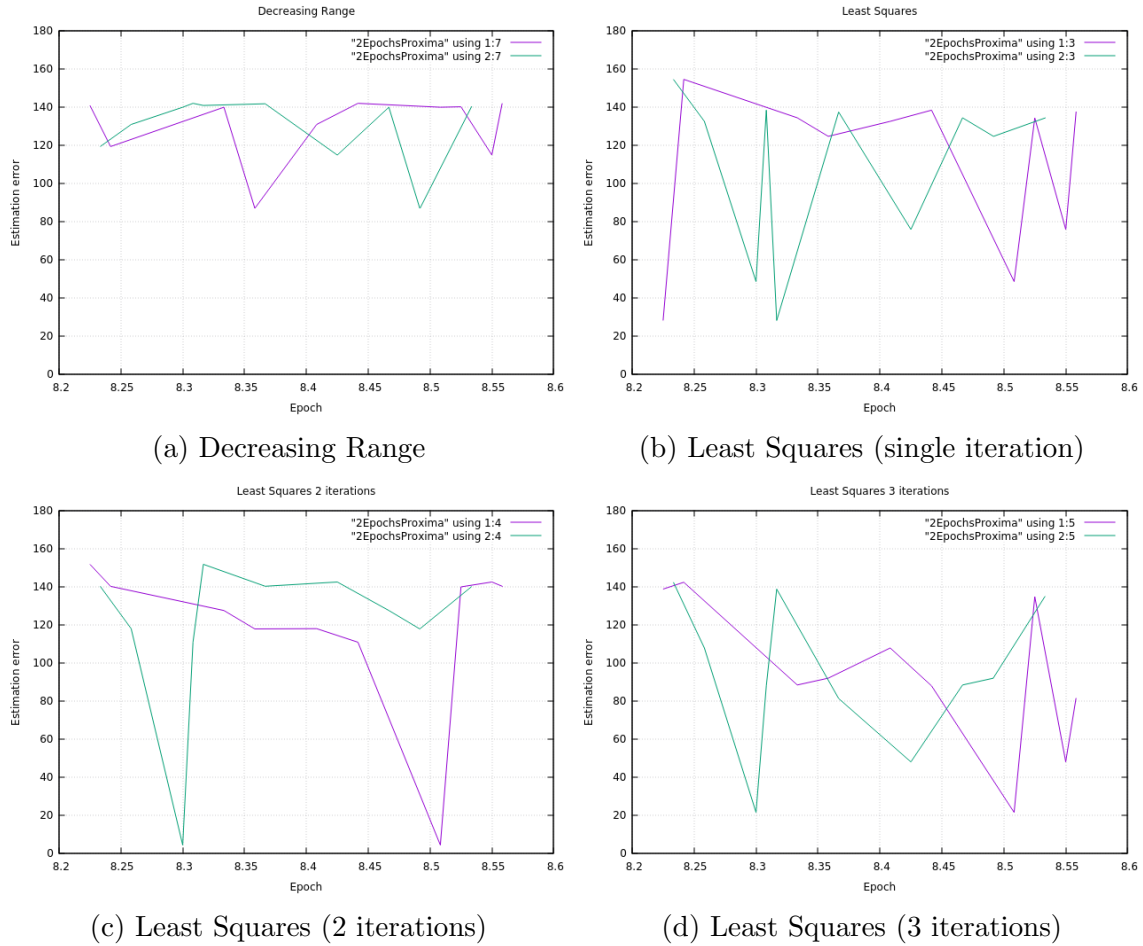 Decreasing Range
180
160
140
120
100
80
60
40
20
0
Estimation error
"2EpochsProxima" using 1:7
"2EpochsProxima" using 2:7
8.2 8.25 8.3 8.35 8.4 8.45 8.5 8.55 8.6
Epoch
(a) Decreasing Range
Least Squares
180
160
140
120
100
80
60
40
20
0
Estimation error
"2EpochsProxima" using 1:3
"2EpochsProxima" using 2:3
8.2 8.25 8.3 8.35 8.4 8.45 8.5 8.55 8.6
Epoch
(b) Least Squares (single iteration)
Least Squares 2 iterations
180
160
140
120
100
80
60
40
20
0
Estimation error
"2EpochsProxima" using 1:4
"2EpochsProxima" using 2:4
8.2 8.25 8.3 8.35 8.4 8.45 8.5 8.55 8.6
Epoch
(c) Least Squares (2 iterations)
Least Squares 3 iterations
180
160
140
120
100
80
60
40
20
0
Estimation error
"2EpochsProxima" using 1:5
"2EpochsProxima" using 2:5
8.2 8.25 8.3 8.35 8.4 8.45 8.5 8.55 8.6
Epoch
(d) Least Squares (3 iterations)